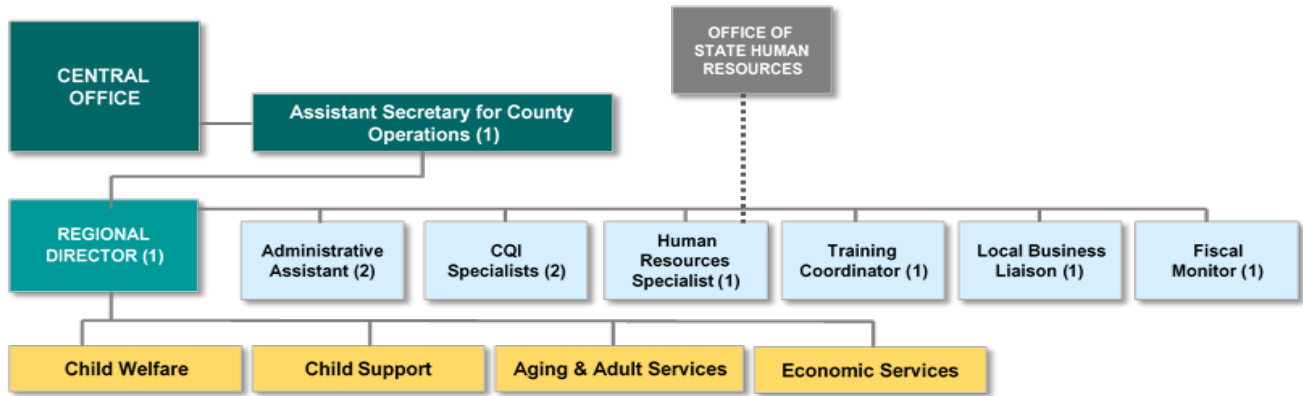 CENTRAL
OFFICE
OFFICE OF
STATE HUMAN
RESOURCES
Assistant Secretary for County
Operations (1)
REGIONAL
DIRECTOR (1)
Administrative
Assistant (2)
CQI
Specialists (2)
Human
Resources
Specialist (1)
Training
Coordinator (1)
Local Business
Liaison (1)
Fiscal
Monitor (1)
Child Welfare
Child Support
Aging & Adult Services
Economic Services